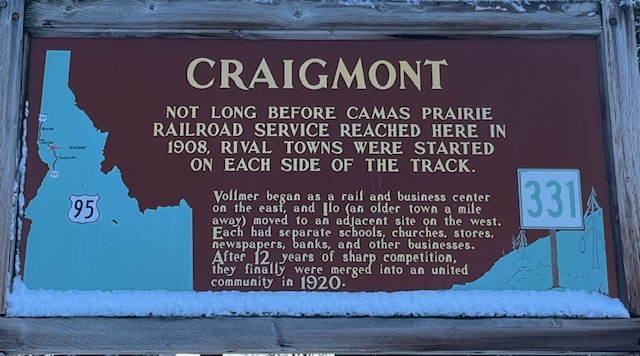 CRAIGMONT
NOT LONG BEFORE CAMAS PRAIRIE
RAILROAD SERVICE REACHED HERE IN
1908, RIVAL TOWNS WERE STARTED
ON EACH SIDE OF THE TRACK.
Vollmer began as a rail and business center
on the east, and Ilo (an older town a mile
away) moved to an adjacent site on the west.
Each had separate schools, churches, stores,
newspapers, banks, and other businesses.
After 12 years of sharp competition,
they finally were merged into an united
community in 1920.
95
331